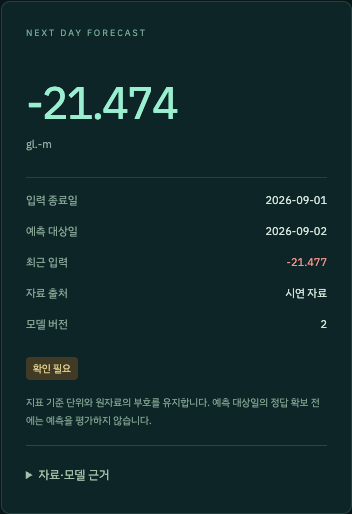 NEXT DAY FORECAST
-21.474
gl.-m
입력 종료일 2026-09-01
예측 대상일 2026-09-02
최근 입력 -21.477
자료 출처 시연 자료
모델 버전 2
확인 필요
지표 기준 단위와 원자료의 부호를 유지합니다. 예측 대상일의 정답 확보 전
에는 예측을 평가하지 않습니다.
▶ 자료·모델 근거